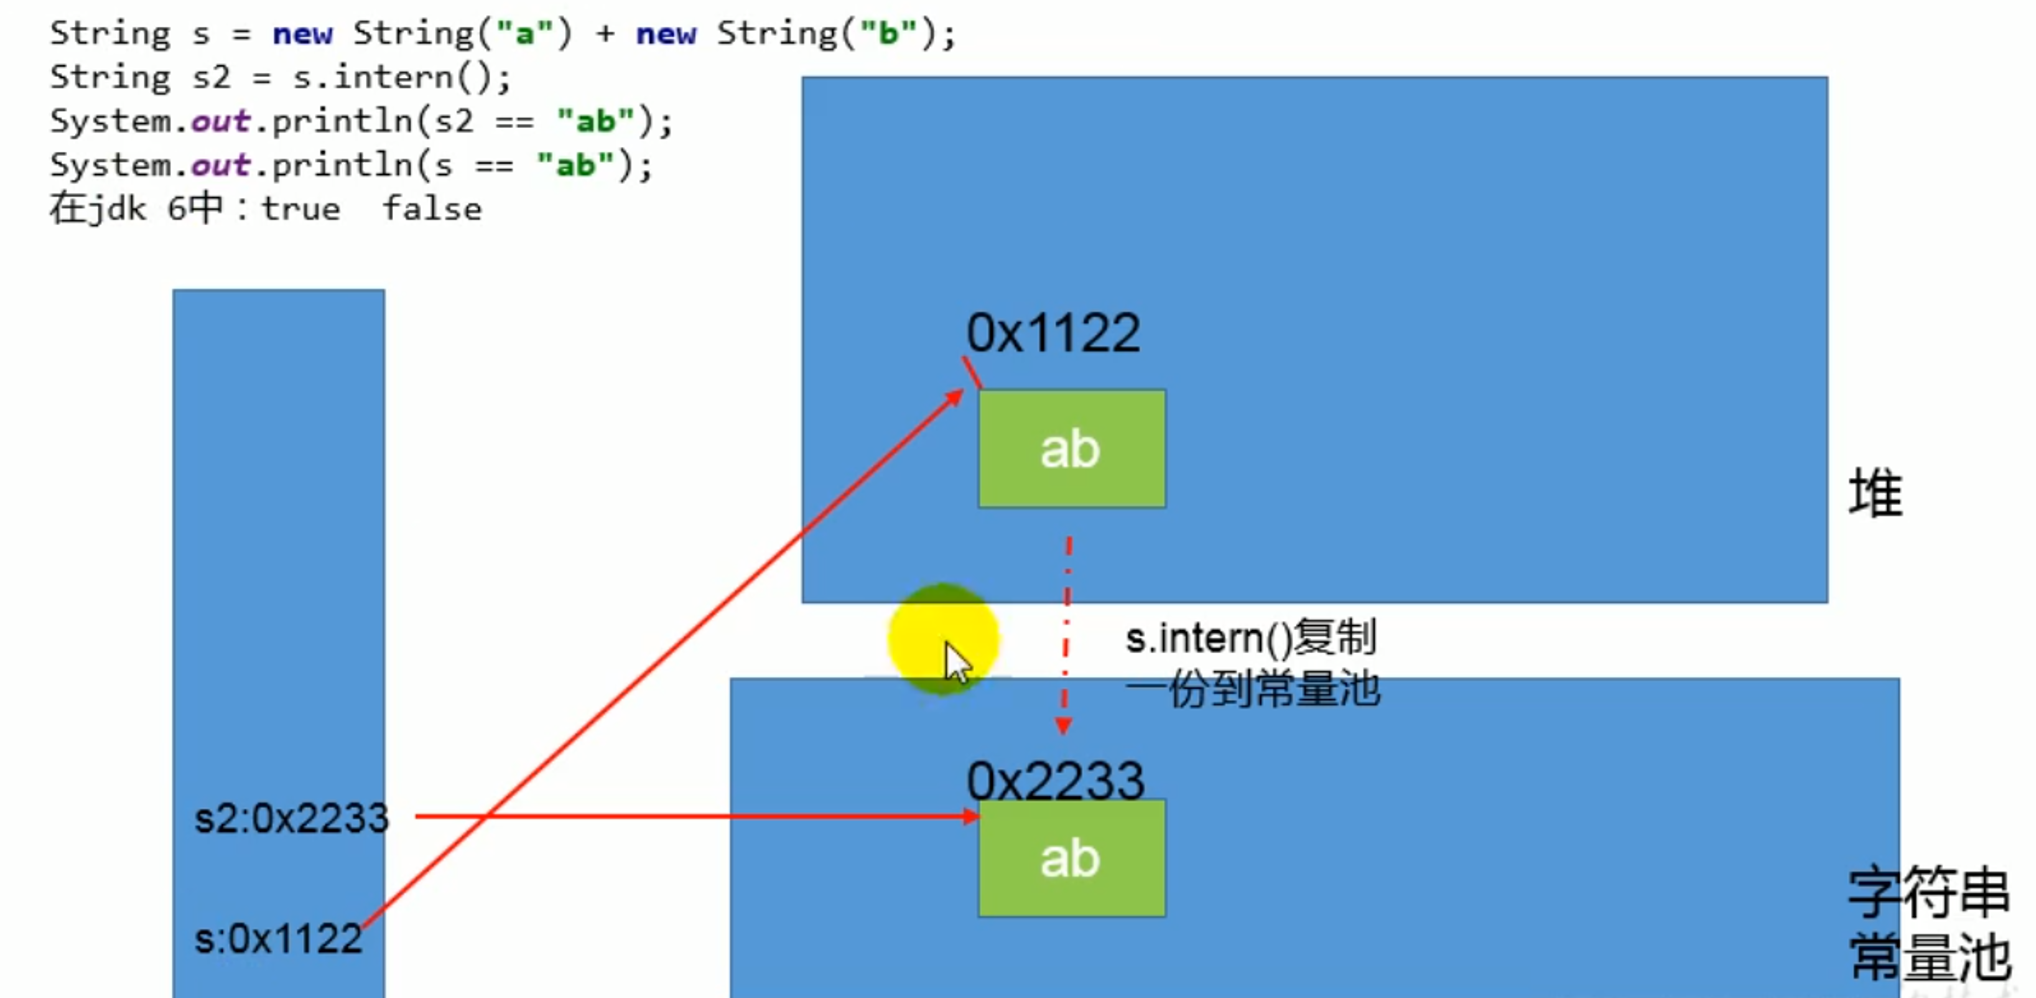 String s = new String("a") + new String("b");
String s2 = s.intern();
System.out.println(s2 == "ab");
System.out.println(s == "ab");
在jdk 6中：true  false
0x1122
ab
堆
s.intern()复制
一份到常量池
0x2233
s2:0x2233
ab
s:0x1122
字符串
常量池